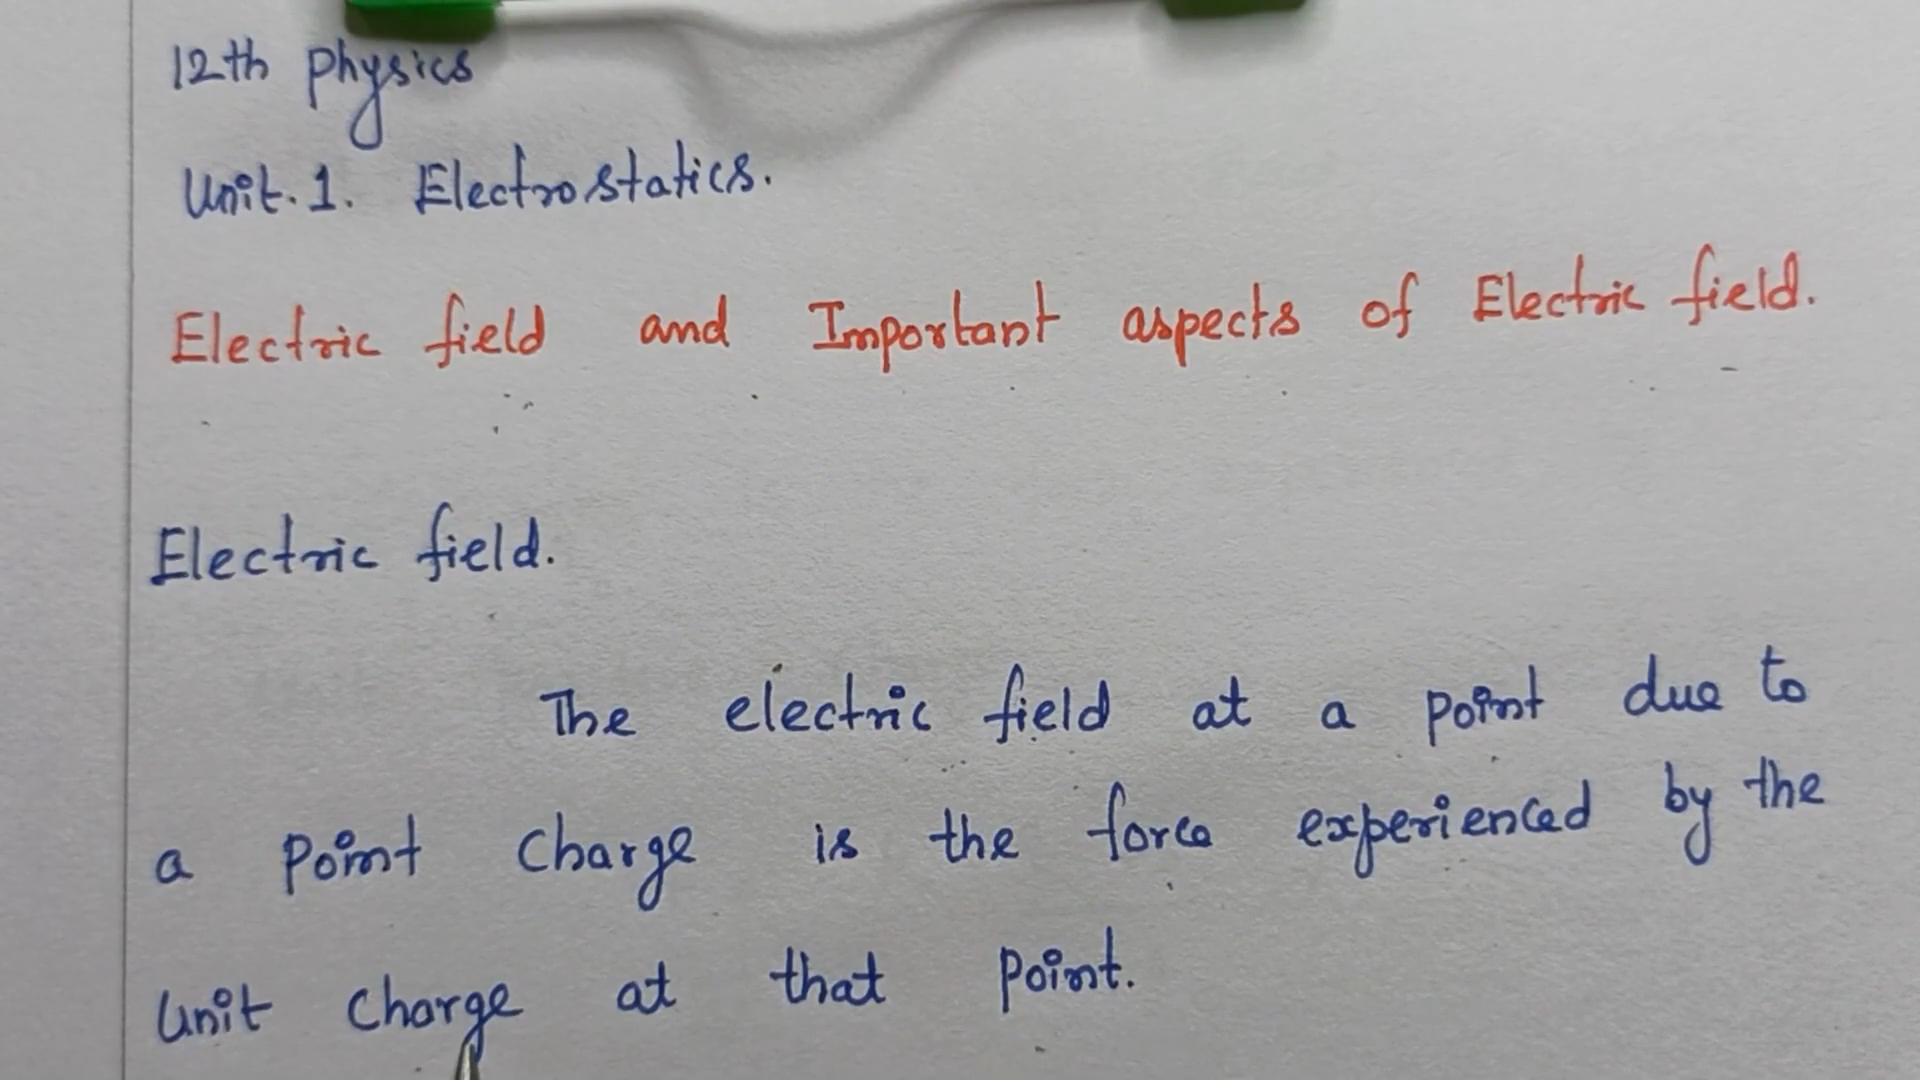 12th physics
Unit. 1. Electrostatics.
Electric field and Important aspects of Electric field.
Electric field.
The electric field at a point due to
a point charge is the force experienced by the
unit charge at that point.